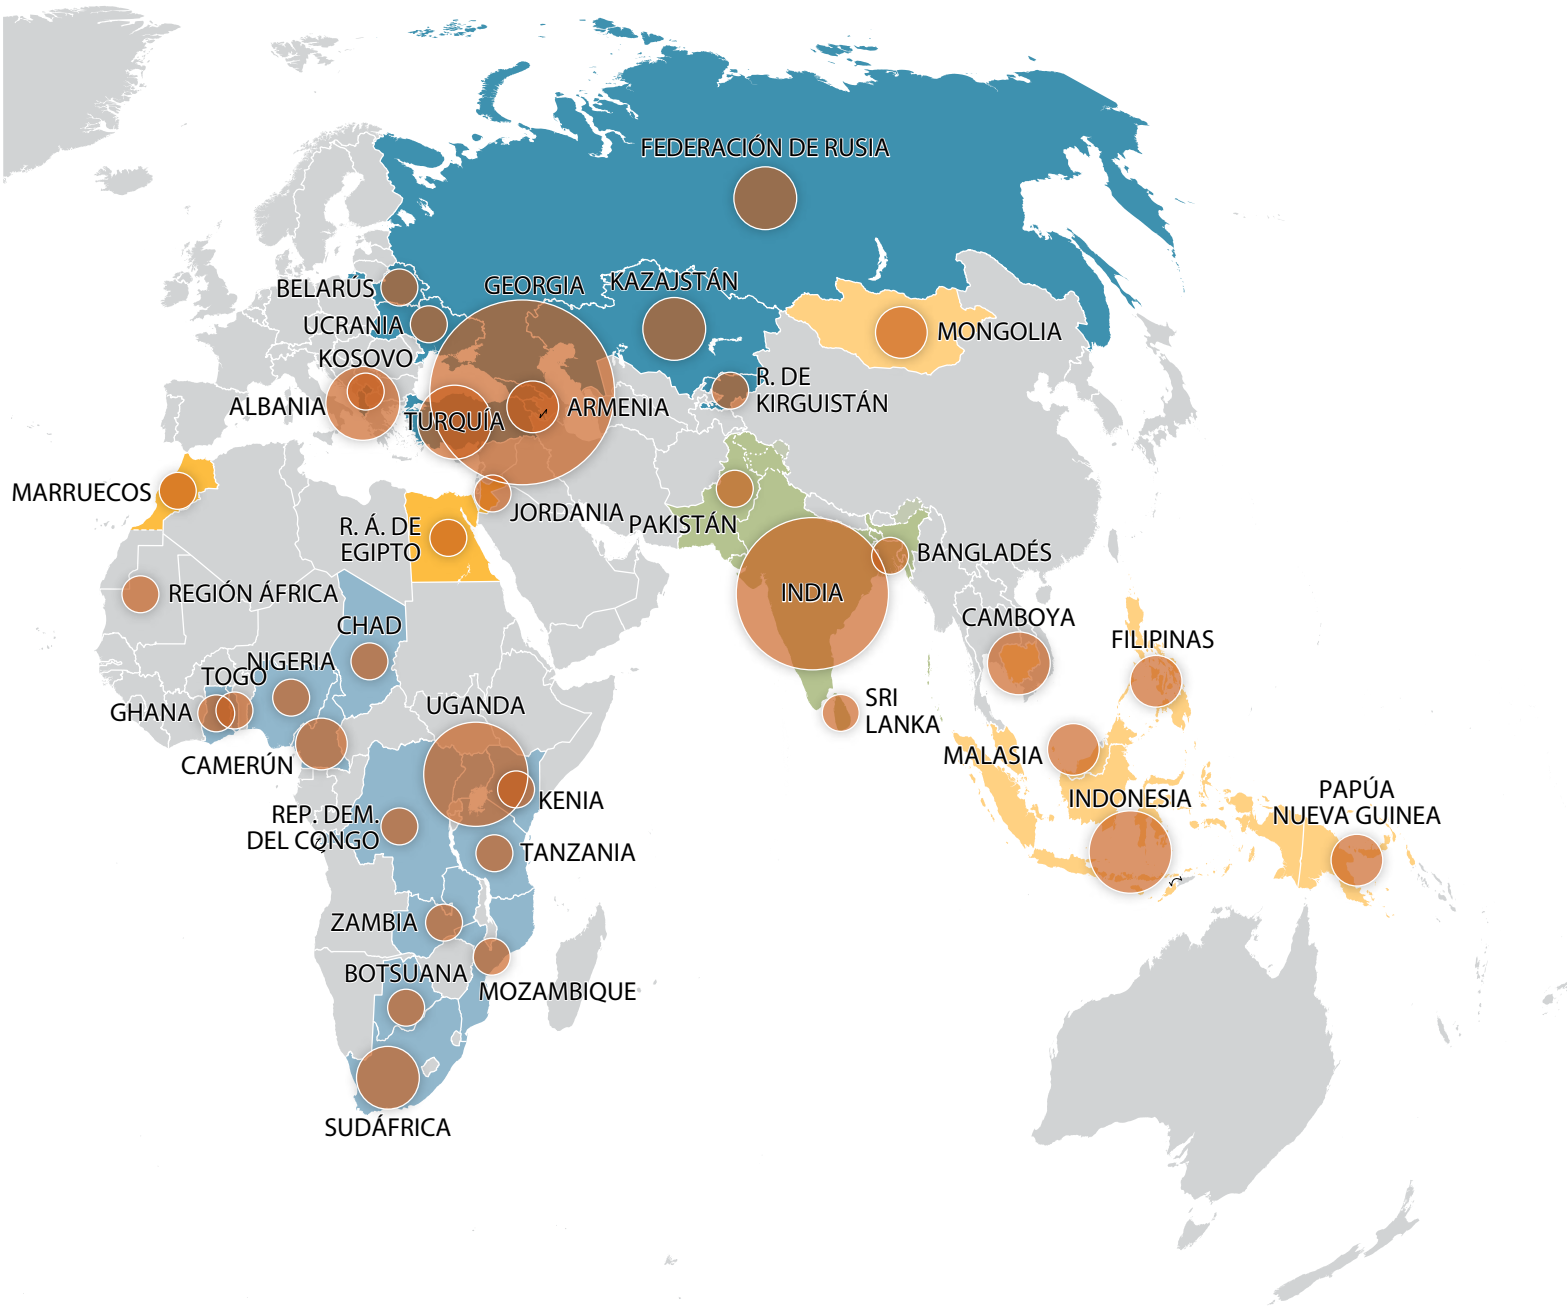 FEDERACIÓN DE RUSIA
BELARÚS
GEORGIA
KAZAJSTÁN
UCRANIA
MONGOLIA
KOSOVO
R. DE
KIRGUISTÁN
ALBANIA
TURQUÍA
ARMENIA
MARRUECOS
JORDANIA
PAKISTÁN
R. Á. DE
EGIPTO
BANGLADÉS
REGIÓN ÁFRICA
INDIA
CHAD
CAMBOYA
FILIPINAS
NIGERIA
TOGO
GHANA
UGANDA
SRI
LANKA
CAMERÚN
MALASIA
KENIA
INDONESIA
PAPÚA
NUEVA GUINEA
REP. DEM.
DEL CONGO
TANZANIA
ZAMBIA
BOTSUANA
MOZAMBIQUE
SUDÁFRICA